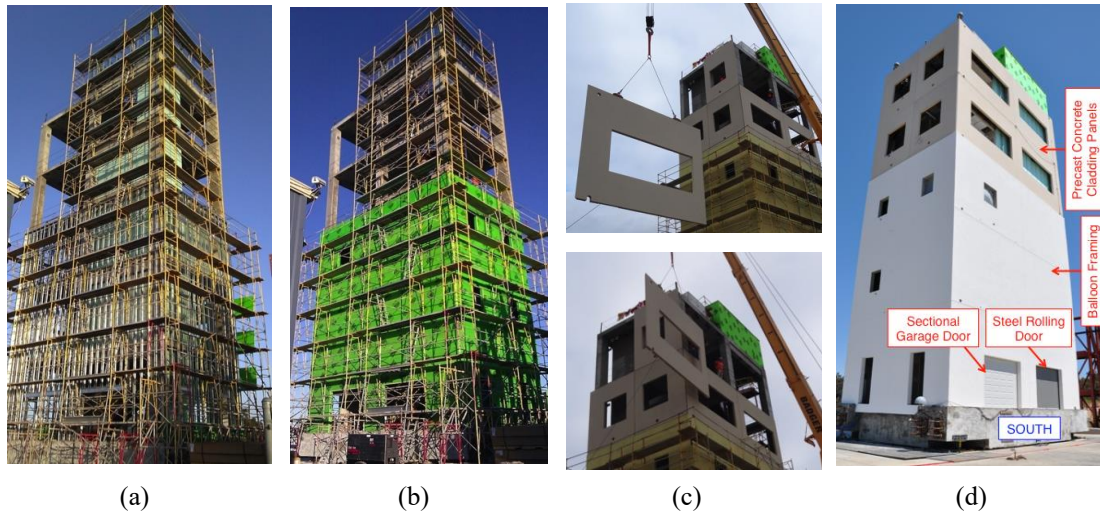 Precast Concrete
Cladding Panels
Balloon Framing
Sectional
Garage Door
Steel Rolling
Door
SOUTH
(a)
(b)
(c)
(d)